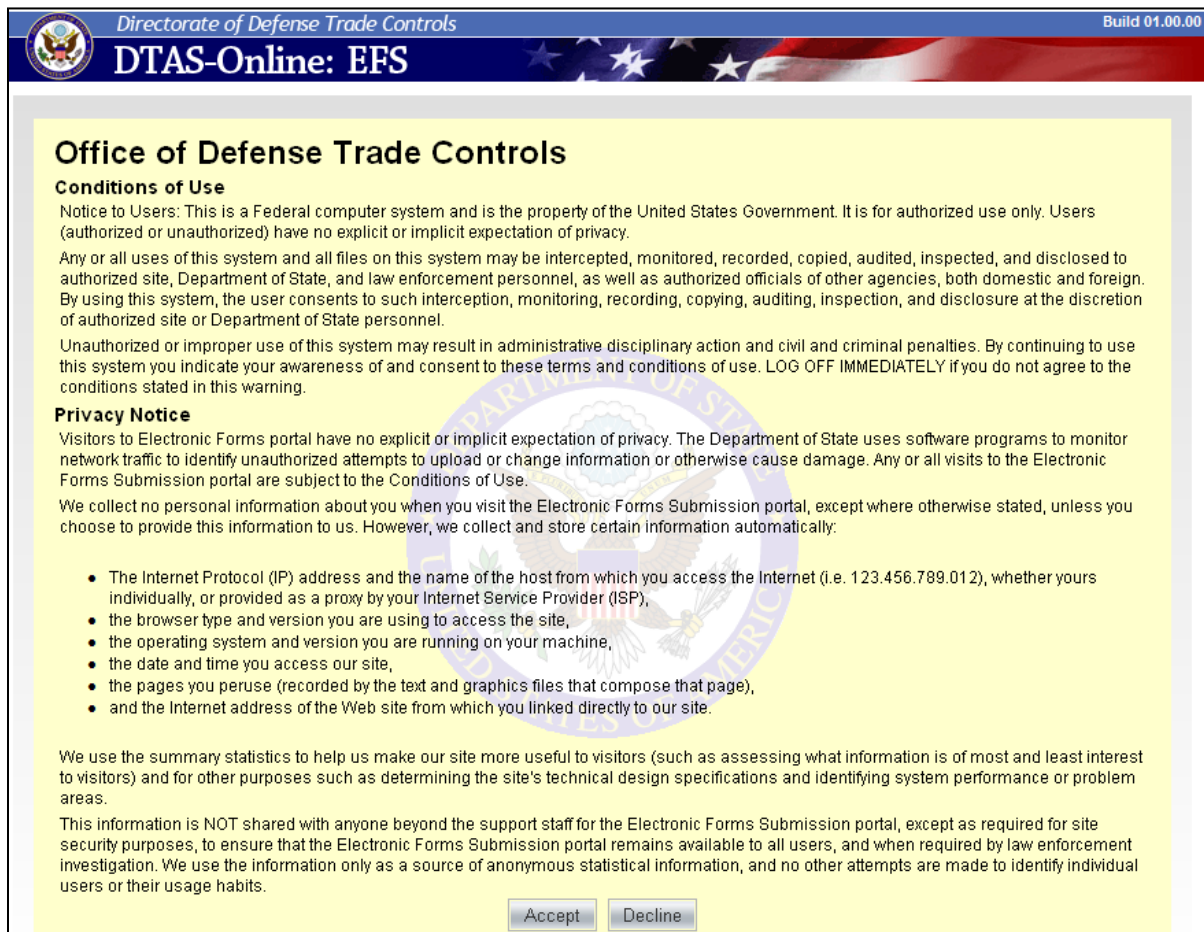 Directorate of Defense Trade Controls
Build 01.00.00
DTAS-Online: EFS
Office of Defense Trade Controls
Conditions of Use
Notice to Users: This is a Federal computer system and is the property of the United States Government. It is for authorized use only. Users
(authorized or unauthorized) have no explicit or implicit expectation of privacy.
Any or all uses of this system and all files on this system may be intercepted, monitored, recorded, copied, audited, inspected, and disclosed to
authorized site, Department of State, and law enforcement personnel, as well as authorized officials of other agencies, both domestic and foreign.
By using this system, the user consents to such interception, monitoring, recording, copying, auditing, inspection, and disclosure at the discretion
of authorized site or Department of State personnel.
Unauthorized or improper use of this system may result in administrative disciplinary action and civil and criminal penalties. By continuing to use
this system you indicate your awareness of and consent to these terms and conditions of use. LOG OFF IMMEDIATELY if you do not agree to the
conditions stated in this warning.
Privacy Notice
Visitors to Electronic Forms portal have no explicit or implicit expectation of privacy. The Department of State uses software programs to monitor
network traffic to identify unauthorized attempts to upload or change information or otherwise cause damage. Any or all visits to the Electronic
Forms Submission portal are subject to the Conditions of Use.
We collect no personal information about you when you visit the Electronic Forms Submission portal, except where otherwise stated, unless you
choose to provide this information to us. However, we collect and store certain information automatically:
• The Internet Protocol (IP) address and the name of the host from which you access the Internet (i.e. 123.456.789.012), whether yours
individually, or provided as a proxy by your Internet Service Provider (ISP),
• the browser type and version you are using to access the site,
• the operating system and version you are running on your machine,
• the date and time you access our site,
• the pages you peruse (recorded by the text and graphics files that compose that page),
• and the Internet address of the Web site from which you linked directly to our site.
We use the summary statistics to help us make our site more useful to visitors (such as assessing what information is of most and least interest
to visitors) and for other purposes such as determining the site's technical design specifications and identifying system performance or problem
areas.
This information is NOT shared with anyone beyond the support staff for the Electronic Forms Submission portal, except as required for site
security purposes, to ensure that the Electronic Forms Submission portal remains available to all users, and when required by law enforcement
investigation. We use the information only as a source of anonymous statistical information, and no other attempts are made to identify individual
users or their usage habits.
Accept
Decline
DEPARTMENT OF STATE
UNITED STATES OF AMERICA